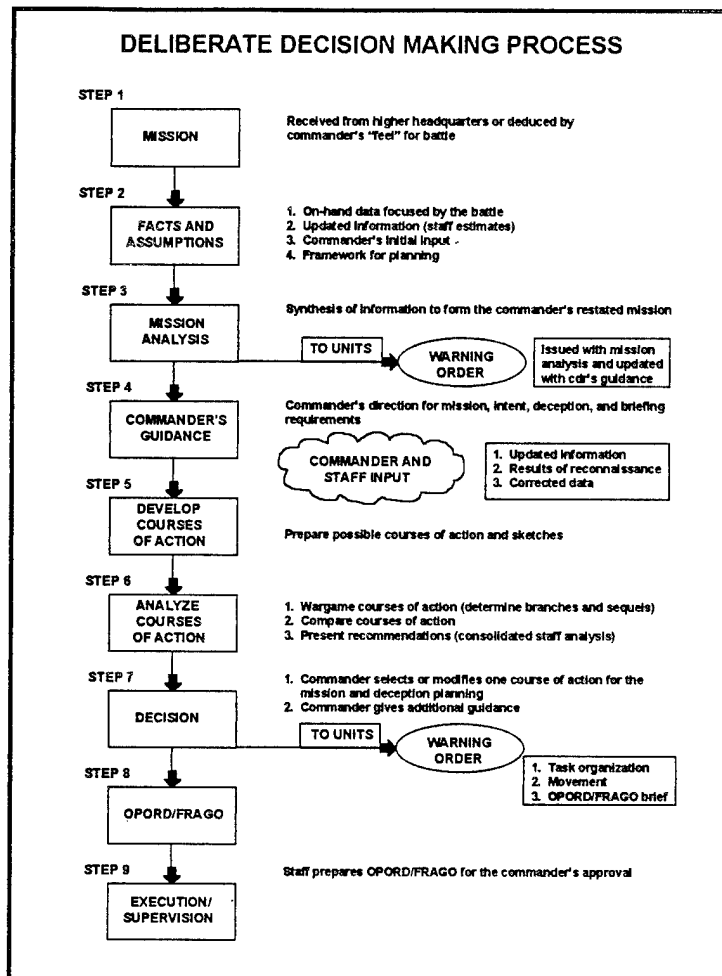 DELIBERATE DECISION MAKING PROCESS
STEP 1
MISSION
Received from higher headquarters or deduced by
commander's "feel" for battle
STEP 2
FACTS AND
ASSUMPTIONS
1. On-hand data focused by the battle
2. Updated information (staff estimates)
3. Commander's initial input
4. Framework for planning
STEP 3
MISSION
ANALYSIS
Synthesis of information to form the commander's restated mission
TO UNITS
WARNING
ORDER
Issued with mission
analysis and updated
with cdr's guidance
STEP 4
COMMANDER'S
GUIDANCE
Commander's direction for mission, intent, deception, and briefing
requirements
COMMANDER AND
STAFF INPUT
1. Updated information
2. Results of reconnaissance
3. Corrected data
STEP 5
DEVELOP
COURSES
OF ACTION
Prepare possible courses of action and sketches
STEP 6
ANALYZE
COURSES
OF ACTION
1. Wargame courses of action (determine branches and sequels)
2. Compare courses of action
3. Present recommendations (consolidated staff analysis)
STEP 7
DECISION
1. Commander selects or modifies one course of action for the
mission and deception planning
2. Commander gives additional guidance
TO UNITS
WARNING
ORDER
1. Task organization
2. Movement
3. OPORD/FRAGO brief
STEP 8
OPORD/FRAGO
STEP 9
EXECUTION/
SUPERVISION
Staff prepares OPORD/FRAGO for the commander's approval